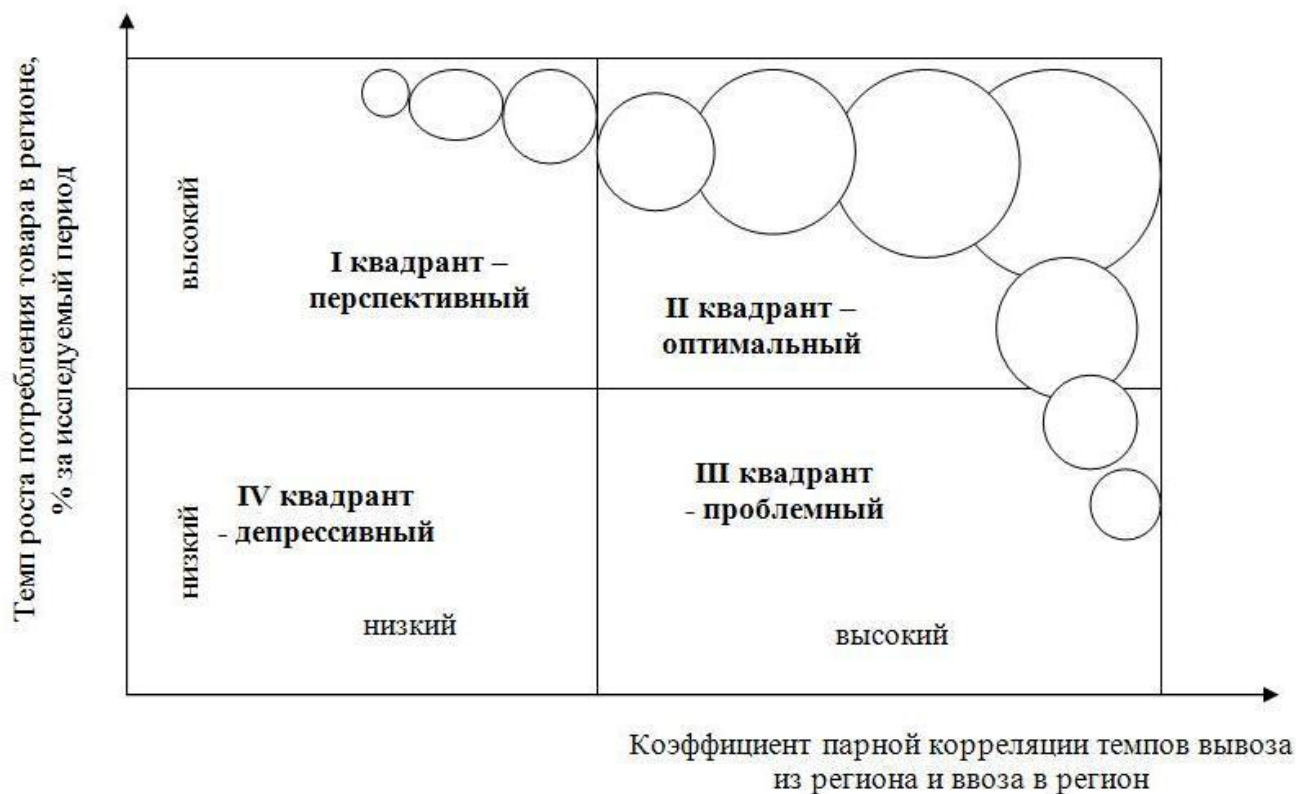 Темп роста потребления товара в регионе,
% за исследуемый период
высокий
низкий
I квадрант –
перспективный
II квадрант –
оптимальный
IV квадрант
- депрессивный
III квадрант
- проблемный
низкий
высокий
Коэффициент парной корреляции темпов вывоза
из региона и ввоза в регион